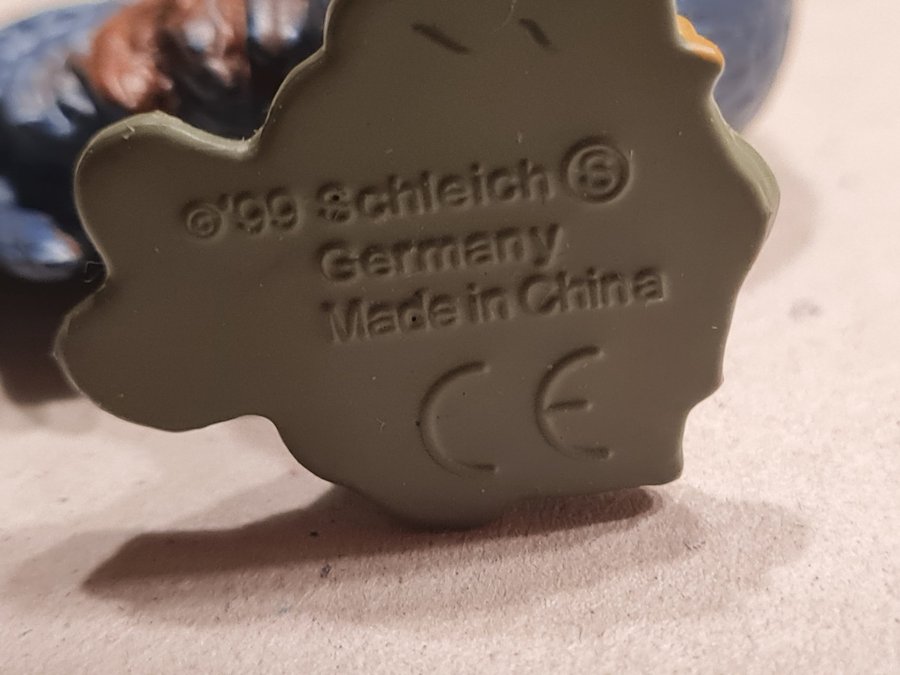 ©'99 Schleich Ⓢ
Germany
Made in China
CE